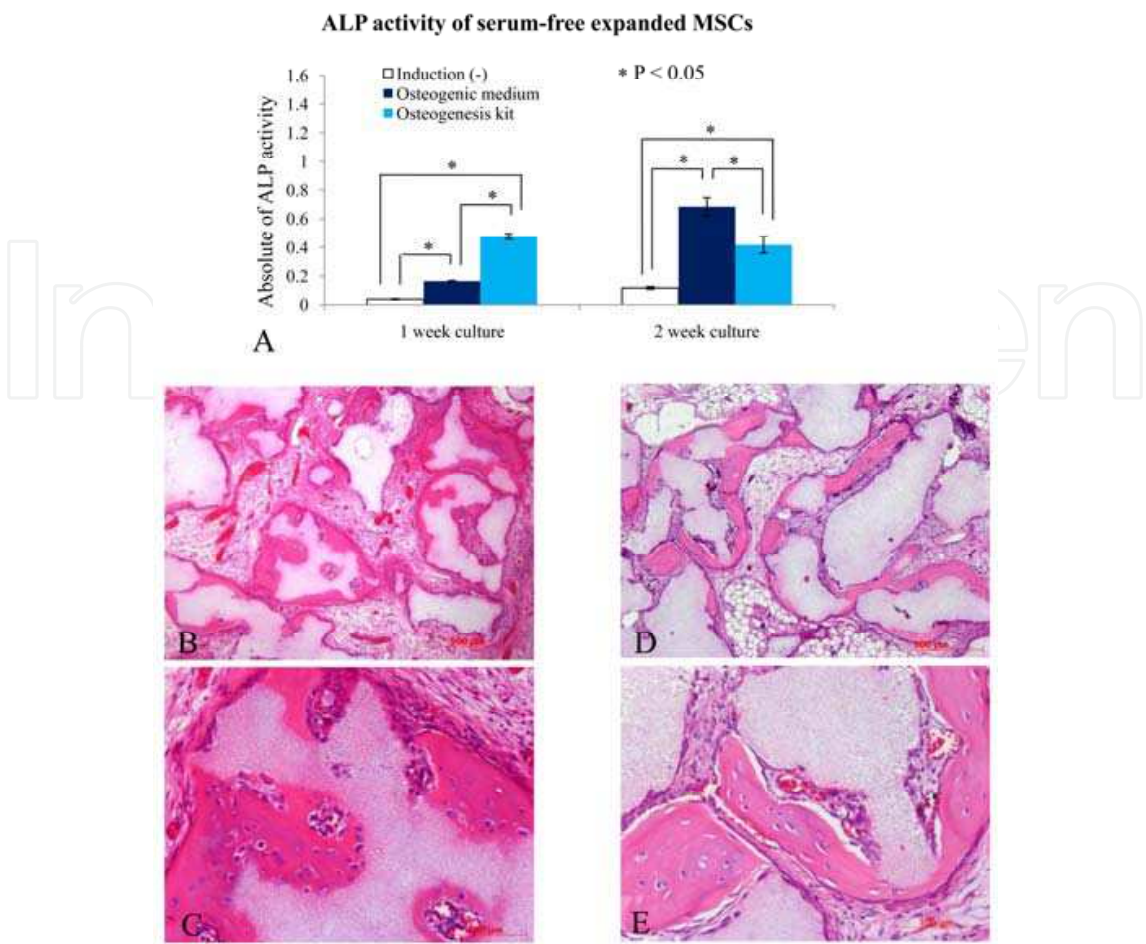 ALP activity of serum-free expanded MSCs
Absolute of ALP activity
1.6
1.4
1.2
1
0.8
0.6
0.4
0.2
0
Induction (-)
Osteogenic medium
Osteogenesis kit
* P < 0.05
*
*
*
*
*
*
1 week culture
2 week culture
A
In
en
B
D
C
E